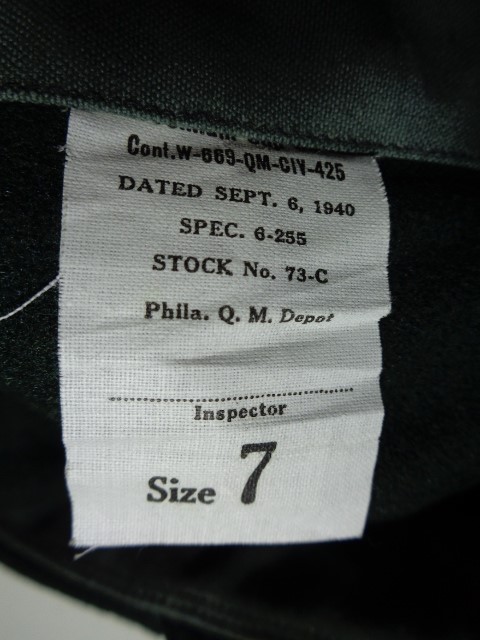 Cont.W-669-QM-CIV-425
DATED SEPT. 6, 1940
SPEC. 6-255
STOCK No. 73-C
Phila. Q. M. Depot
Inspector
Size 7